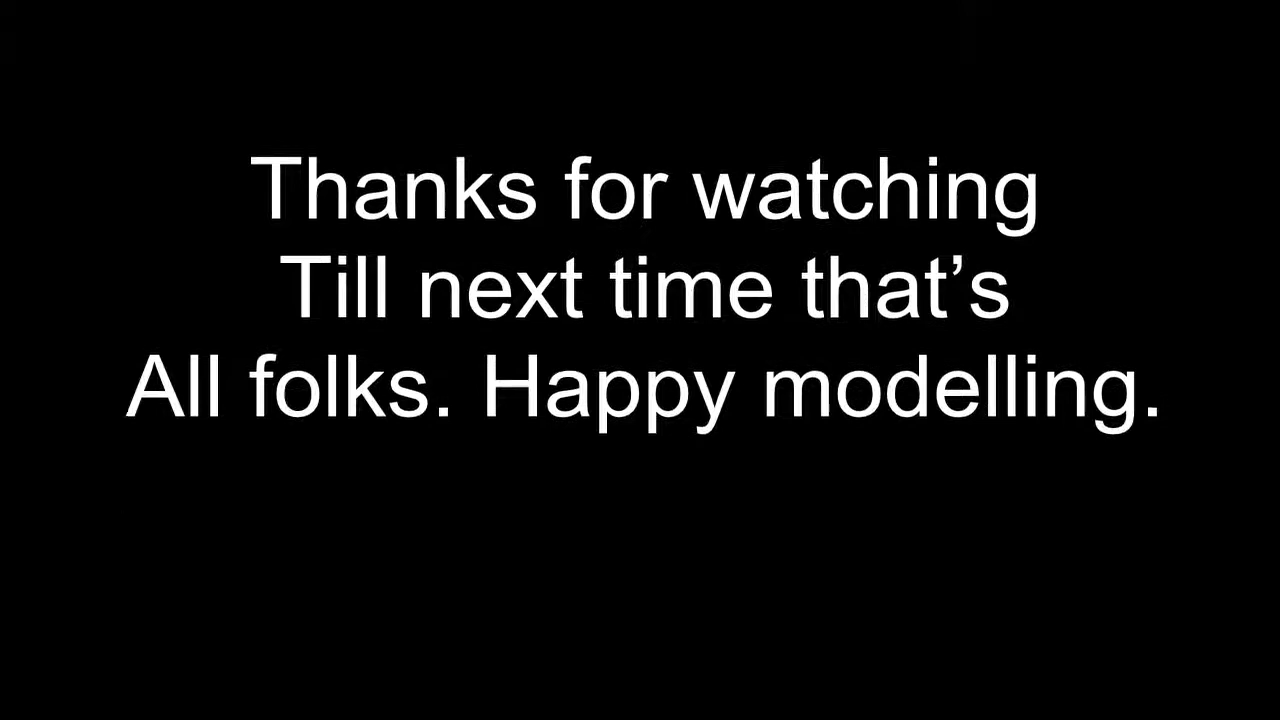 Thanks for watching
Till next time that’s
All folks. Happy modelling.